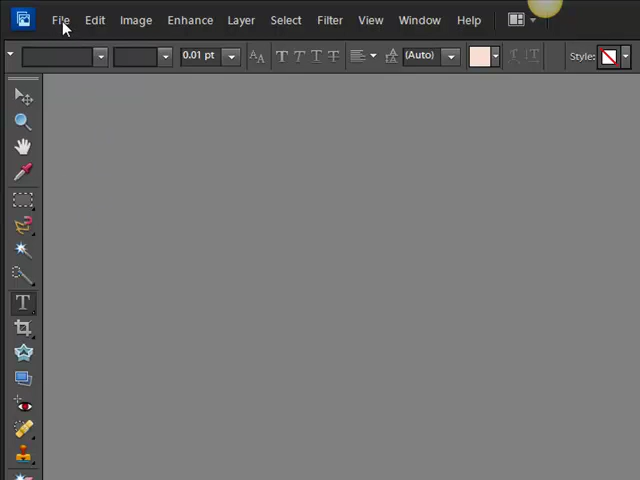 File Edit Image Enhance Layer Select Filter View Window Help
0.01 pt T T T T (Auto) Style:
T